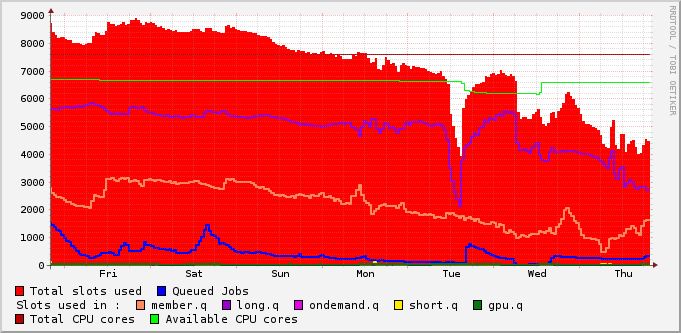 9000
8000
7000
6000
5000
4000
3000
2000
1000
0
Fri Sat Sun Mon Tue Wed Thu
Total slots used Queued Jobs
Slots used in : member.q long.q ondemand.q short.q gpu.q
Total CPU cores Available CPU cores
RRDTOOL / TOBI OETIKER